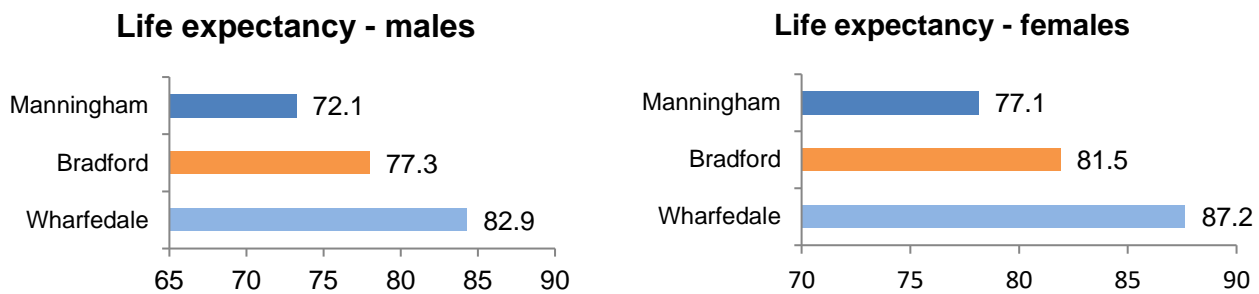 Life expectancy - males
Manningham
72.1
Bradford
77.3
Wharfedale
82.9
65 70 75 80 85 90
Life expectancy - females
Manningham
77.1
Bradford
81.5
Wharfedale
87.2
70 75 80 85 90